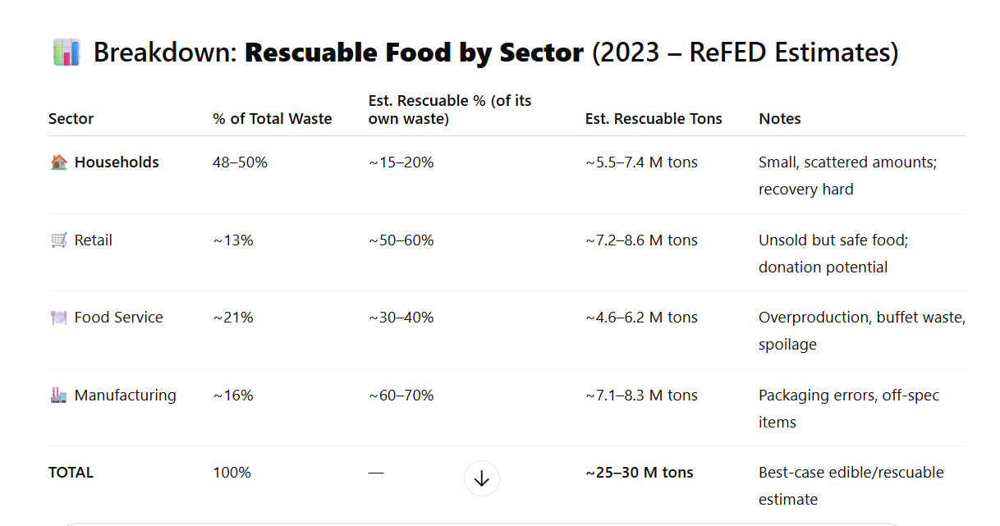 Breakdown: Rescuable Food by Sector (2023 – ReFED Estimates)
Sector % of Total Waste Est. Rescuable % (of its own waste) Est. Rescuable Tons Notes
Households 48–50% ~15–20% ~5.5–7.4 M tons Small, scattered amounts;
recovery hard
Retail ~13% ~50–60% ~7.2–8.6 M tons Unsold but safe food;
donation potential
Food Service ~21% ~30–40% ~4.6–6.2 M tons Overproduction, buffet waste,
spoilage
Manufacturing ~16% ~60–70% ~7.1–8.3 M tons Packaging errors, off-spec
items
TOTAL 100% — ~25–30 M tons Best-case edible/rescuable
estimate